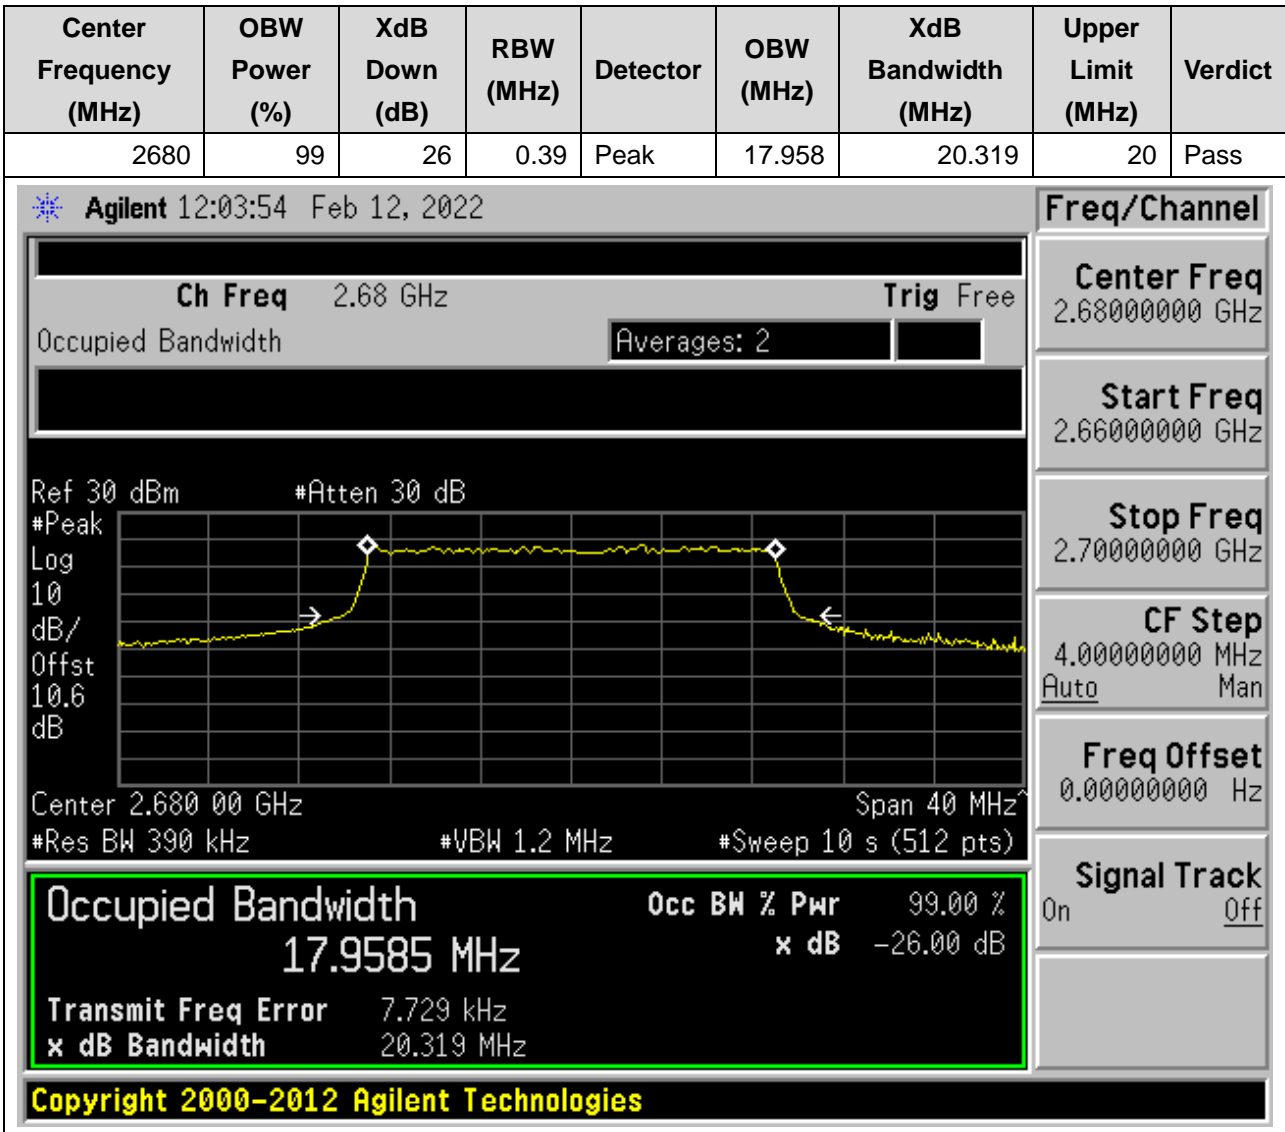 Center Frequency (MHz) OBW Power (%) XdB Down (dB) RBW (MHz) Detector OBW (MHz) XdB Bandwidth (MHz) Upper Limit (MHz) Verdict
2680 99 26 0.39 Peak 17.958 20.319 20 Pass
Agilent 12:03:54 Feb 12, 2022
Freq/Channel
Ch Freq 2.68 GHz Trig Free
Occupied Bandwidth Averages: 2
Center Freq
2.68000000 GHz
Start Freq
2.66000000 GHz
Stop Freq
2.70000000 GHz
CF Step
4.00000000 MHz
Auto Man
Freq Offset
0.00000000 Hz
Signal Track
On Off
Ref 30 dBm #Atten 30 dB
#Peak
Log
10
dB/
Offst
10.6
dB
Center 2.680 00 GHz Span 40 MHz^
#Res BW 390 kHz #VBW 1.2 MHz #Sweep 10 s (512 pts)
Occupied Bandwidth Occ BW % Pwr 99.00 %
17.9585 MHz x dB -26.00 dB
Transmit Freq Error 7.729 kHz
x dB Bandwidth 20.319 MHz
Copyright 2000-2012 Agilent Technologies